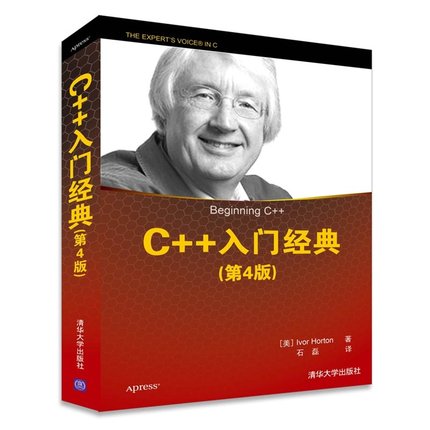 THE EXPERT'S VOICE® IN C
Apress®
C++入门经典
(第4版)
清华大学出版社
Beginning C++
C++入门经典
(第4版)
[美] Ivor Horton 著
石磊 译
Apress®
清华大学出版社